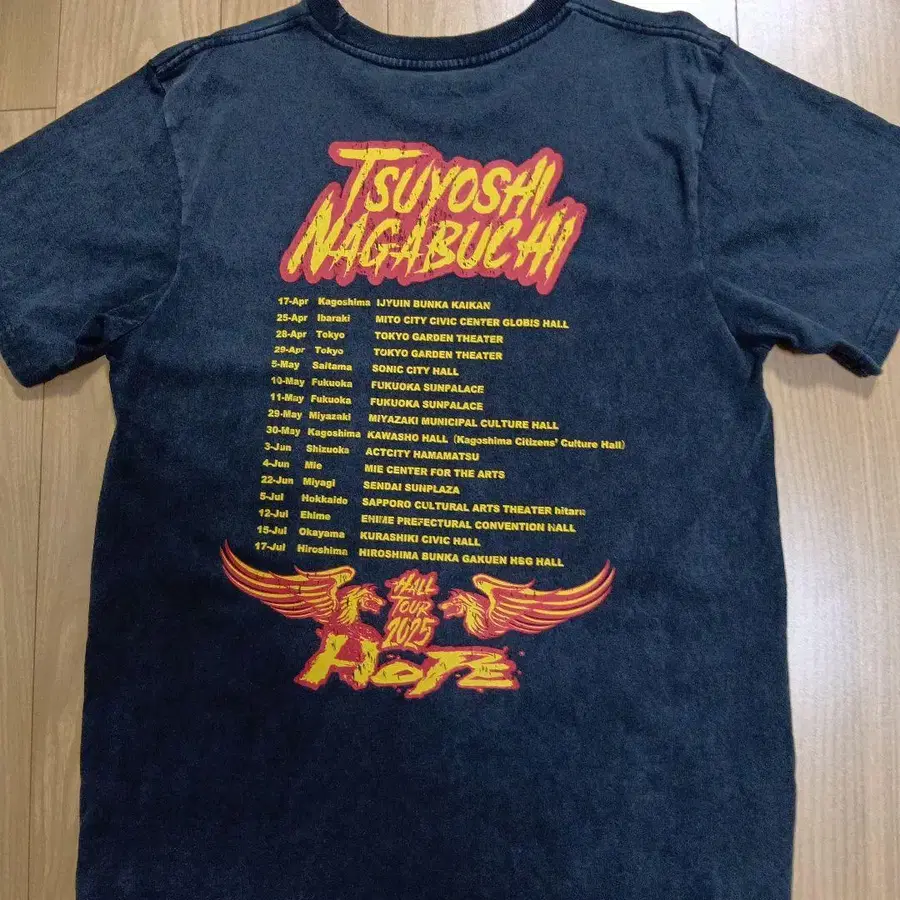 TSUYOSHI
NAGABUCHI
17-Apr Kagoshima IJYUIN BUNKA KAIKAN
25-Apr Ibaraki MITO CITY CIVIC CENTER GLOBIS HALL
28-Apr Tokyo TOKYO GARDEN THEATER
29-Apr Tokyo TOKYO GARDEN THEATER
5-May Saitama SONIC CITY HALL
10-May Fukuoka FUKUOKA SUNPALACE
11-May Fukuoka FUKUOKA SUNPALACE
29-May Miyazaki MIYAZAKI MUNICIPAL CULTURE HALL
30-May Kagoshima KAWASHO HALL (Kagoshima Citizens' Culture Hall)
3-Jun Shizuoka ACTCITY HAMAMATSU
4-Jun Mie MIE CENTER FOR THE ARTS
22-Jun Miyagi SENDAI SUNPLAZA
5-Jul Hokkaido SAPPORO CULTURAL ARTS THEATER hitaru
12-Jul Ehime EHIME PREFECTURAL CONVENTION HALL
15-Jul Okayama KURASHIKI CIVIC HALL
17-Jul Hiroshima HIROSHIMA BUNKA GAKUEN HBG HALL
HALL
TOUR
2025
HOPE